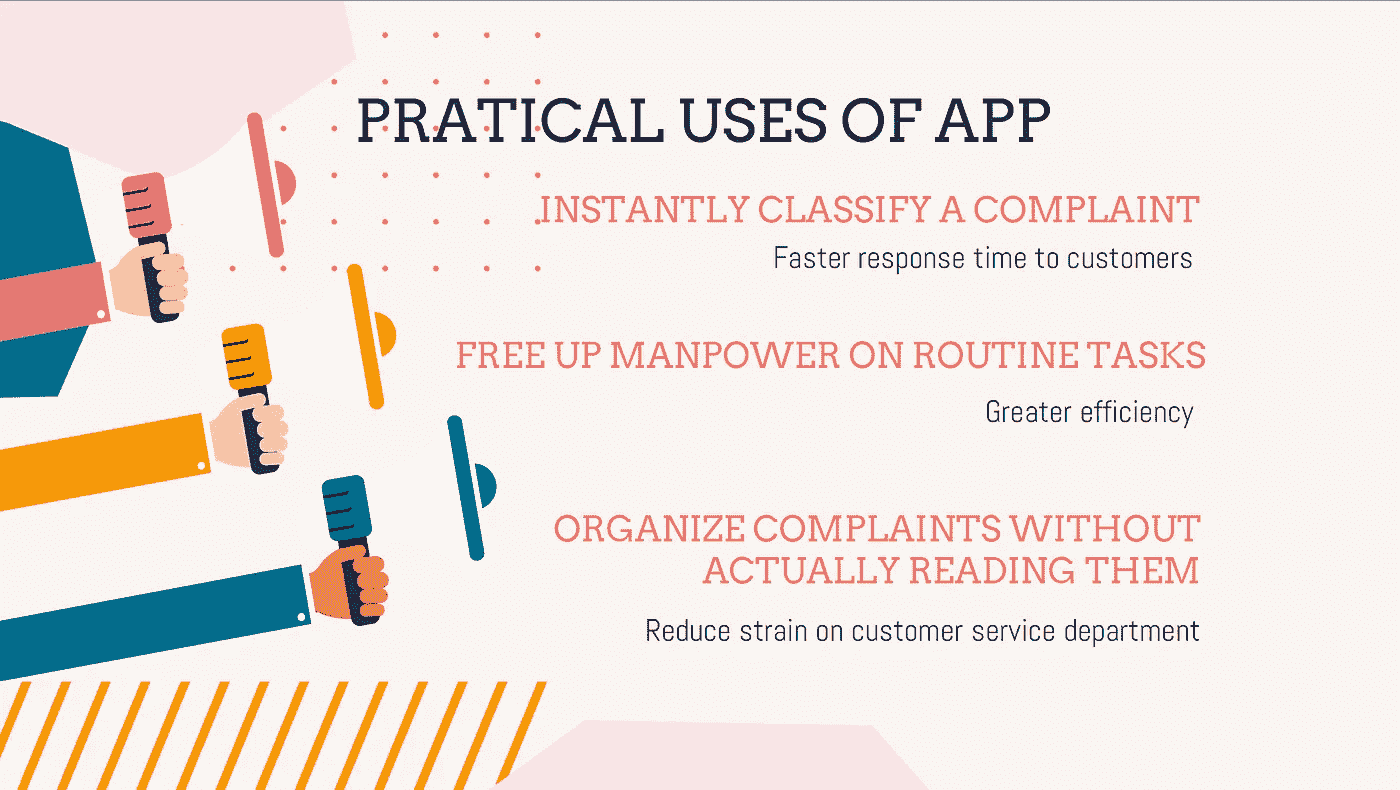 PRATICAL USES OF APP
INSTANTLY CLASSIFY A COMPLAINT
Faster response time to customers
FREE UP MANPOWER ON ROUTINE TASKS
Greater efficiency
ORGANIZE COMPLAINTS WITHOUT
ACTUALLY READING THEM
Reduce strain on customer service department